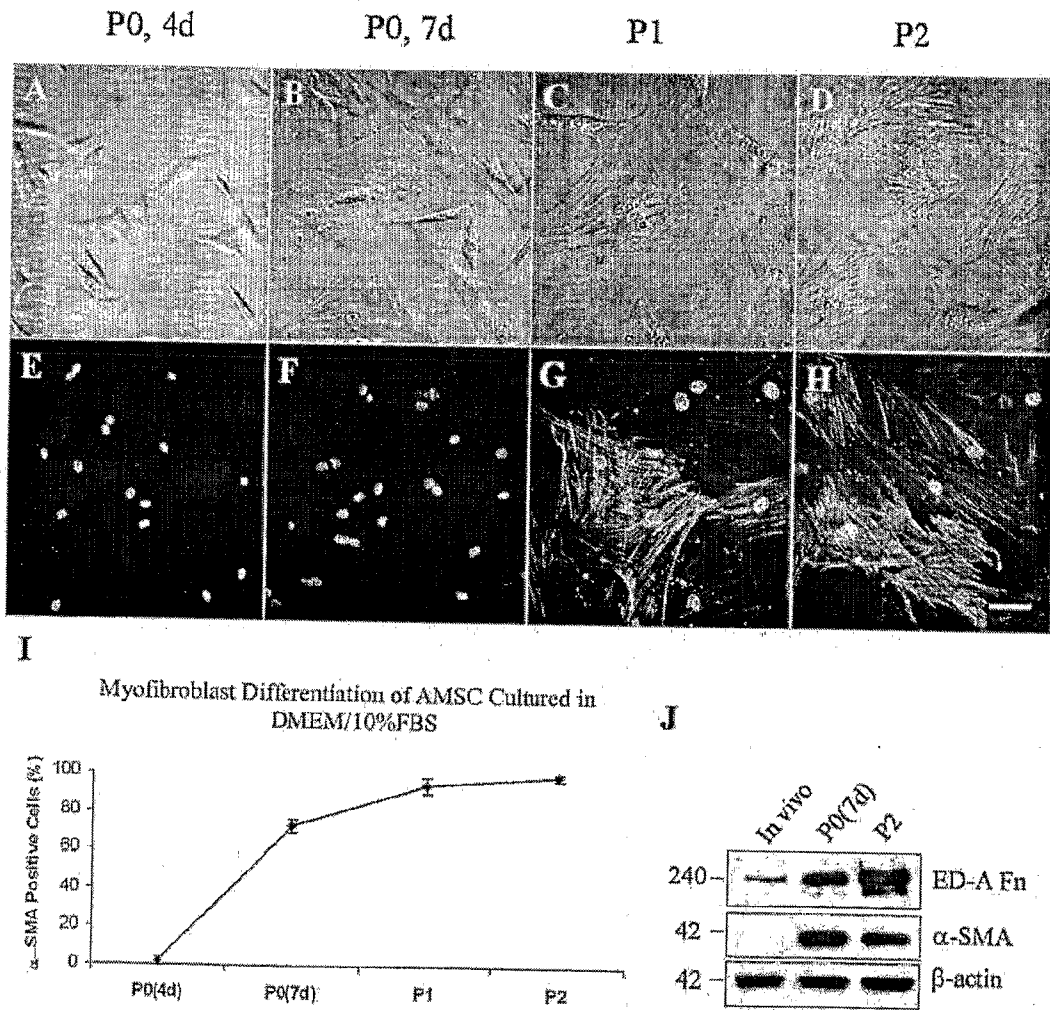 P0, 4d P0, 7d P1 P2
A B C D
E F G H
I
Myofibroblast Differentiation of AMSC Cultured in
DMEM/10%FBS
α-SMA Positive Cells (%)
100
80
60
40
20
0
P0(4d) P0(7d) P1 P2
J
In vivo P0(7d) P2
240 ED-A Fn
42 α-SMA
42 β-actin